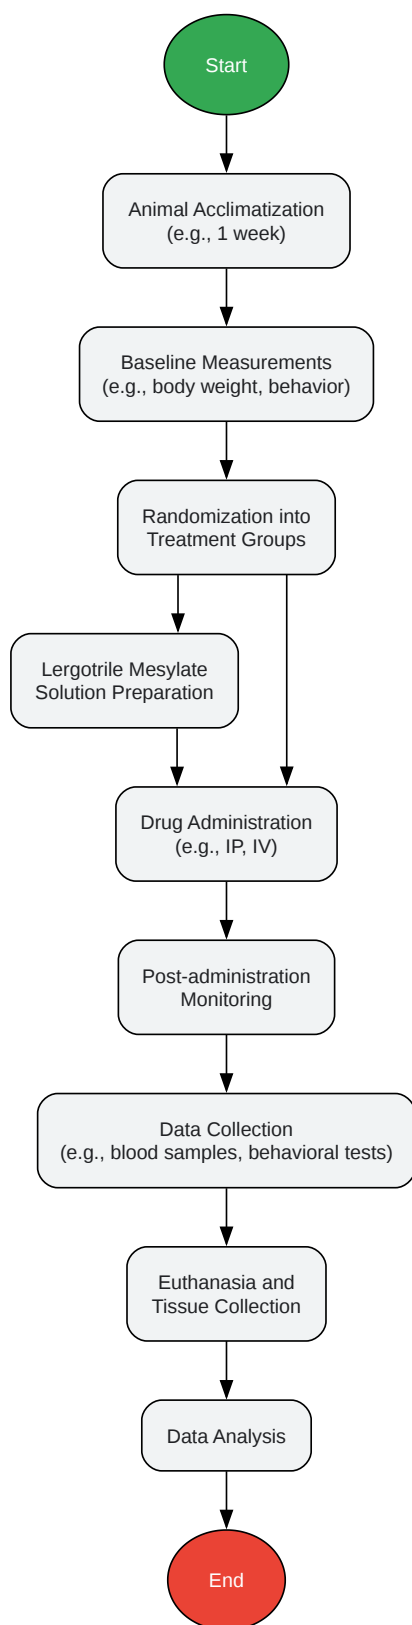 Start
Animal Acclimatization
(e.g., 1 week)
Baseline Measurements
(e.g., body weight, behavior)
Randomization into
Treatment Groups
Lergotrile Mesylate
Solution Preparation
Drug Administration
(e.g., IP, IV)
Post-administration
Monitoring
Data Collection
(e.g., blood samples, behavioral tests)
Euthanasia and
Tissue Collection
Data Analysis
End